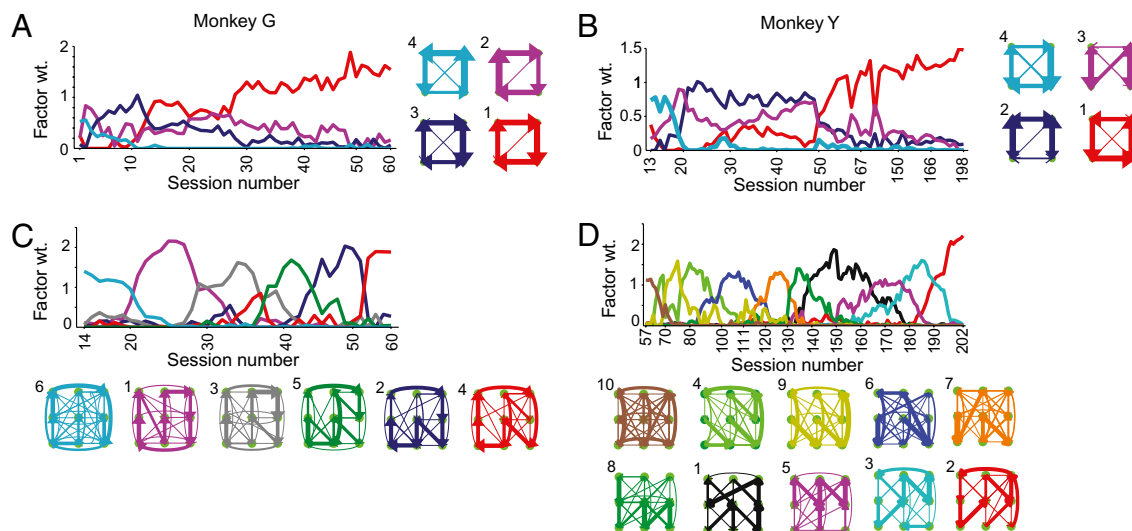 Monkey G
Monkey Y
A
Factor wt.
2
1
0
1 10 20 30 40 50 60
Session number
4 2
3 1
B
Factor wt.
1.5
1
0.5
0
13 20 30 40 50 67 150 166 198
Session number
4 3
2 1
C
Factor wt.
2
1
0
14 20 30 40 50 60
Session number
6 1 3 5 2 4
D
Factor wt.
2
1
0
57 70 80 90 100 111 120 130 140 150 160 170 180 190 202
Session number
10 4 9 6 7
8 1 5 3 2